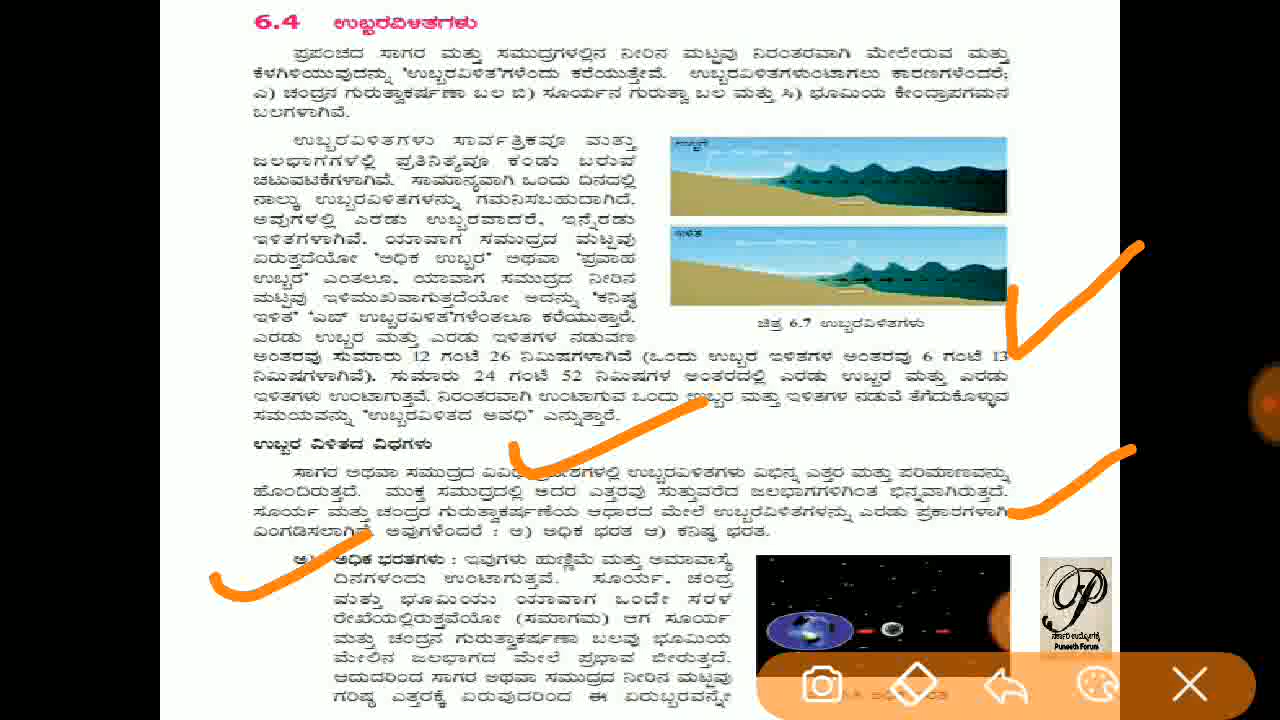 6.4 ಉಬ್ಬರವಿಳಿತಗಳು
ಪ್ರಪಂಚದ ಸಾಗರ ಮತ್ತು ಸಮುದ್ರಗಳಲ್ಲಿನ ನೀರಿನ ಮಟ್ಟವು ನಿರಂತರವಾಗಿ ಮೇಲೇರುವ ಮತ್ತು
ಕೆಳಗಿಳಿಯುವುದನ್ನು 'ಉಬ್ಬರವಿಳಿತ'ಗಳೆಂದು ಕರೆಯುತ್ತೇವೆ. ಉಬ್ಬರವಿಳಿತಗಳುಂಟಾಗಲು ಕಾರಣಗಳೆಂದರೆ;
ಎ) ಚಂದ್ರನ ಗುರುತ್ವಾಕರ್ಷಣಾ ಬಲ ಬಿ) ಸೂರ್ಯನ ಗುರುತ್ವಾ ಬಲ ಮತ್ತು ಸಿ) ಭೂಮಿಯ ಕೇಂದ್ರಾಪಗಮನ
ಬಲಗಳಾಗಿವೆ.
ಉಬ್ಬರವಿಳಿತಗಳು ಸಾರ್ವತ್ರಿಕವೂ ಮತ್ತು
ಜಲಭಾಗಗಳಲ್ಲಿ ಪ್ರತಿನಿತ್ಯವೂ ಕಂಡು ಬರುವ
ಚಟುವಟಿಕೆಗಳಾಗಿವೆ. ಸಾಮಾನ್ಯವಾಗಿ ಒಂದು ದಿನದಲ್ಲಿ
ನಾಲ್ಕು ಉಬ್ಬರವಿಳಿತಗಳನ್ನು ಗಮನಿಸಬಹುದಾಗಿದೆ.
ಅವುಗಳಲ್ಲಿ ಎರಡು ಉಬ್ಬರವಾದರೆ, ಇನ್ನೆರಡು
ಇಳಿತಗಳಾಗಿವೆ. ಯಾವಾಗ ಸಮುದ್ರದ ಮಟ್ಟವು
ಏರುತ್ತದೆಯೋ 'ಅಧಿಕ ಉಬ್ಬರ' ಅಥವಾ 'ಪ್ರವಾಹ
ಉಬ್ಬರ' ಎಂತಲೂ, ಯಾವಾಗ ಸಮುದ್ರದ ನೀರಿನ
ಮಟ್ಟವು ಇಳಿಮುಖವಾಗುತ್ತದೆಯೋ ಅದನ್ನು 'ಕನಿಷ್ಠ
ಇಳಿತ' 'ಎಬ್ ಉಬ್ಬರವಿಳಿತ'ಗಳೆಂತಲೂ ಕರೆಯುತ್ತಾರೆ.
ಎರಡು ಉಬ್ಬರ ಮತ್ತು ಎರಡು ಇಳಿತಗಳ ನಡುವಣ
ಅಂತರವು ಸುಮಾರು 12 ಗಂಟೆ 26 ನಿಮಿಷಗಳಾಗಿವೆ (ಒಂದು ಉಬ್ಬರ ಇಳಿತಗಳ ಅಂತರವು 6 ಗಂಟೆ 13
ನಿಮಿಷಗಳಾಗಿವೆ). ಸುಮಾರು 24 ಗಂಟೆ 52 ನಿಮಿಷಗಳ ಅಂತರದಲ್ಲಿ ಎರಡು ಉಬ್ಬರ ಮತ್ತು ಎರಡು
ಇಳಿತಗಳು ಉಂಟಾಗುತ್ತವೆ. ನಿರಂತರವಾಗಿ ಉಂಟಾಗುವ ಒಂದು ಉಬ್ಬರ ಮತ್ತು ಇಳಿತಗಳ ನಡುವೆ ತೆಗೆದುಕೊಳ್ಳುವ
ಸಮಯವನ್ನು 'ಉಬ್ಬರವಿಳಿತದ ಅವಧಿ' ಎನ್ನುತ್ತಾರೆ.
ಉಬ್ಬರ
ಇಳಿತ
ಚಿತ್ರ 6.7 ಉಬ್ಬರವಿಳಿತಗಳು
ಉಬ್ಬರ ವಿಳಿತದ ವಿಧಗಳು
ಸಾಗರ ಅಥವಾ ಸಮುದ್ರದ ವಿವಿಧ ಉಬ್ಬರವಿಳಿತಗಳು ವಿಭಿನ್ನ ಎತ್ತರ ಮತ್ತು ಪರಿಮಾಣವನ್ನು
ಹೊಂದಿರುತ್ತದೆ. ಮುಕ್ತ ಸಮುದ್ರದಲ್ಲಿ ಅದರ ಎತ್ತರವು ಸುತ್ತುವರೆದ ಜಲಭಾಗಗಳಿಗಿಂತ ಭಿನ್ನವಾಗಿರುತ್ತದೆ.
ಸೂರ್ಯ ಮತ್ತು ಚಂದ್ರರ ಗುರುತ್ವಾಕರ್ಷಣೆಯ ಆಧಾರದ ಮೇಲೆ ಉಬ್ಬರವಿಳಿತಗಳನ್ನು ಎರಡು ಪ್ರಕಾರಗಳಾಗಿ
ವಿಂಗಡಿಸಲಾಗಿದೆ. ಅವುಗಳೆಂದರೆ : ಅ) ಅಧಿಕ ಭರತ ಆ) ಕನಿಷ್ಠ ಭರತ.
ಅ) ಅಧಿಕ ಭರತಗಳು : ಇವುಗಳು ಹುಣ್ಣಿಮೆ ಮತ್ತು ಅಮಾವಾಸ್ಯೆ
ದಿನಗಳಂದು ಉಂಟಾಗುತ್ತವೆ. ಸೂರ್ಯ, ಚಂದ್ರ
ಮತ್ತು ಭೂಮಿಯು ಯಾವಾಗ ಒಂದೇ ಸರಳ
ರೇಖೆಯಲ್ಲಿರುತ್ತವೆಯೋ (ಸಮಾಗಮ) ಆಗ ಸೂರ್ಯ
ಮತ್ತು ಚಂದ್ರನ ಗುರುತ್ವಾಕರ್ಷಣಾ ಬಲವು ಭೂಮಿಯ
ಮೇಲಿನ ಜಲಭಾಗದ ಮೇಲೆ ಪ್ರಭಾವ ಬೀರುತ್ತದೆ.
ಆದುದರಿಂದ ಸಾಗರ ಅಥವಾ ಸಮುದ್ರದ ನೀರಿನ ಮಟ್ಟವು
ಗರಿಷ್ಠ ಎತ್ತರಕ್ಕೆ ಏರುವುದರಿಂದ ಈ ಏರುಬ್ಬರವನ್ನೇ
Puneeth Forum